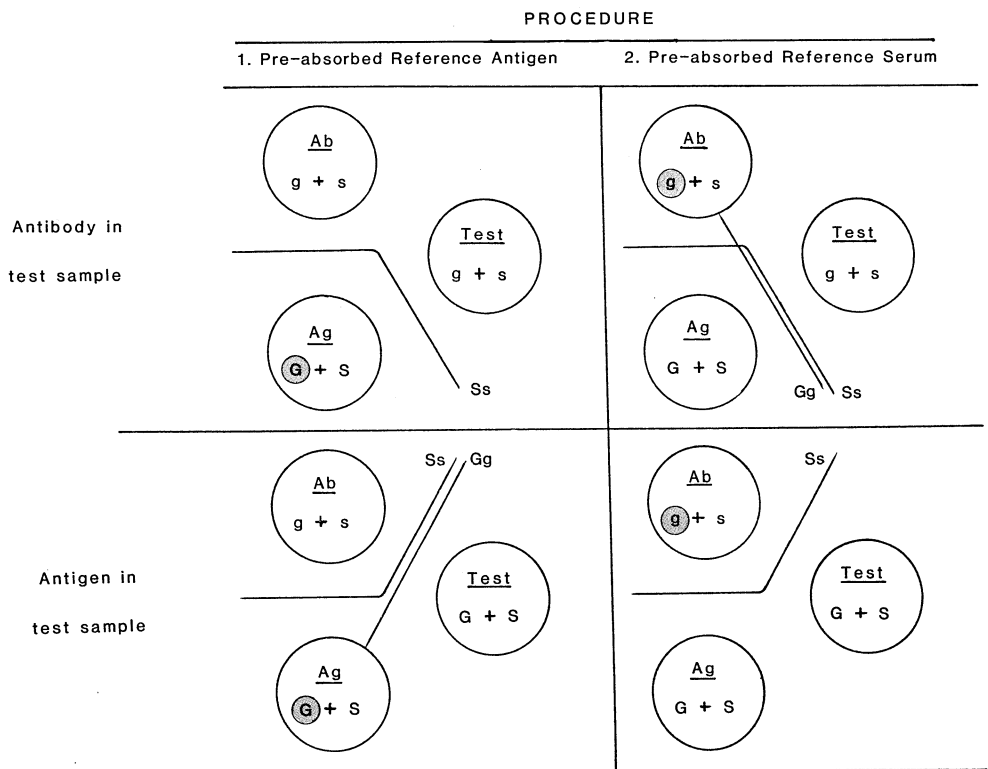 PROCEDURE
1. Pre-absorbed Reference Antigen
2. Pre-absorbed Reference Serum
Antibody in
test sample
Ab
g + s
Test
g + s
Ag
G + S
Ss
Ab
g + s
Test
g + s
Ag
G + S
Gg Ss
Antigen in
test sample
Ab
g + s
Ss Gg
Test
G + S
Ag
G + S
Ab
g + s
Ss
Test
G + S
Ag
G + S